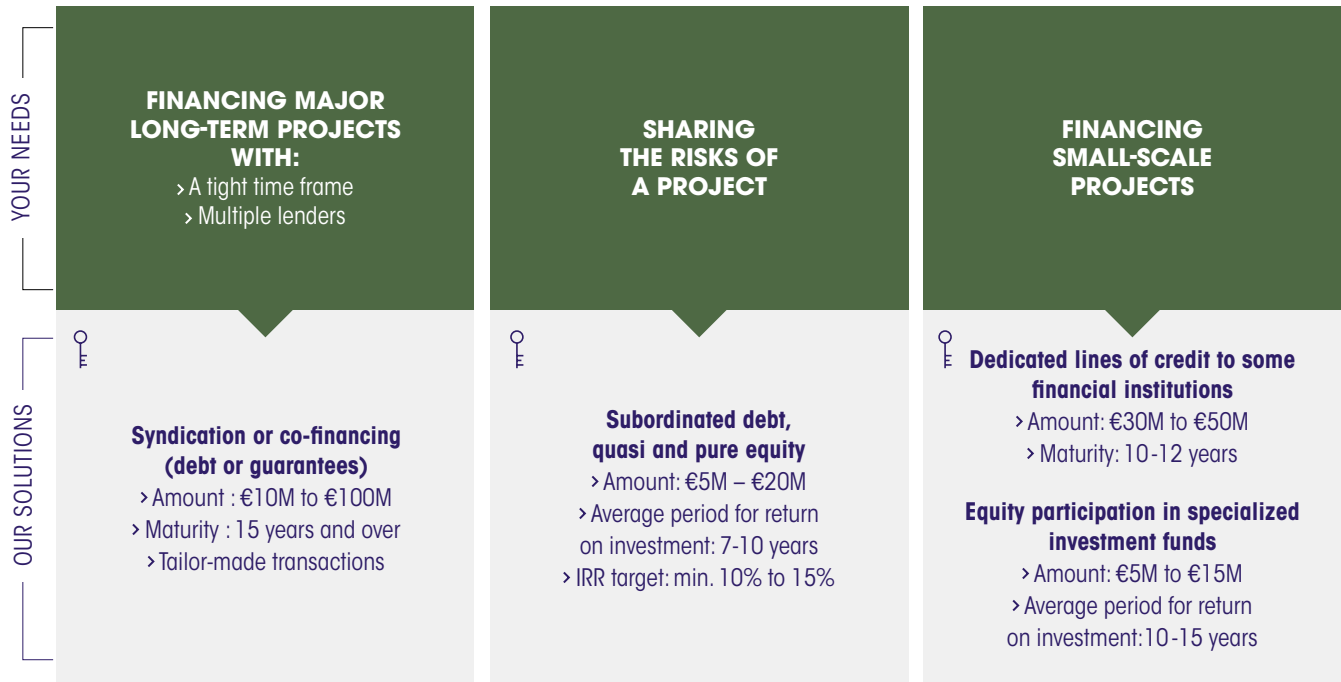 YOUR NEEDS
FINANCING MAJOR
LONG-TERM PROJECTS
WITH:
› A tight time frame
› Multiple lenders
SHARING
THE RISKS OF
A PROJECT
FINANCING
SMALL-SCALE
PROJECTS
OUR SOLUTIONS
Syndication or co-financing
(debt or guarantees)
› Amount : €10M to €100M
› Maturity : 15 years and over
› Tailor-made transactions
Subordinated debt,
quasi and pure equity
› Amount: €5M – €20M
› Average period for return
on investment: 7-10 years
› IRR target: min. 10% to 15%
Dedicated lines of credit to some
financial institutions
› Amount: €30M to €50M
› Maturity: 10-12 years
Equity participation in specialized
investment funds
› Amount: €5M to €15M
› Average period for return
on investment:10-15 years